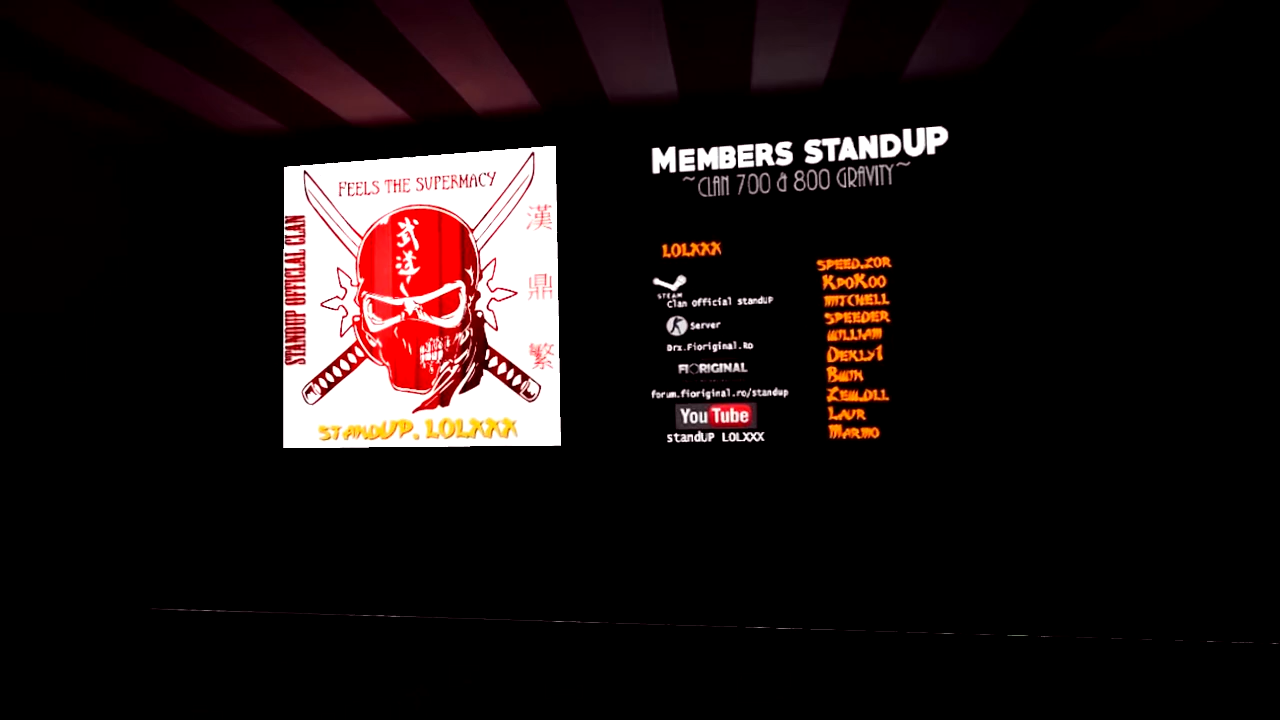 FEELS THE SUPERMACY
STANDUP OFFICLAL CLAN
武道
漢
鼎
繁
STANDUP. LOLXXX
MEMBERS STANDUP
~CLAN 700 & 800 GRAVITY~
LOLXXX
STEAM
Clan official standUP
Server
Drx.Fioriginal.Ro
FIORIGINAL
forum.fioriginal.ro/standup
YouTube
standUP LOLXXX
SPEED.ZOR
KPOKOO
MITCHELL
SPEEDER
WILLIAM
DEKLY1
LAUR
MARMO